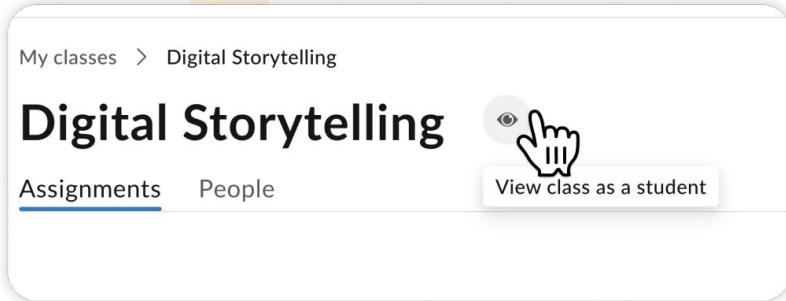 My classes > Digital Storytelling
Digital Storytelling
Assignments People
View class as a student